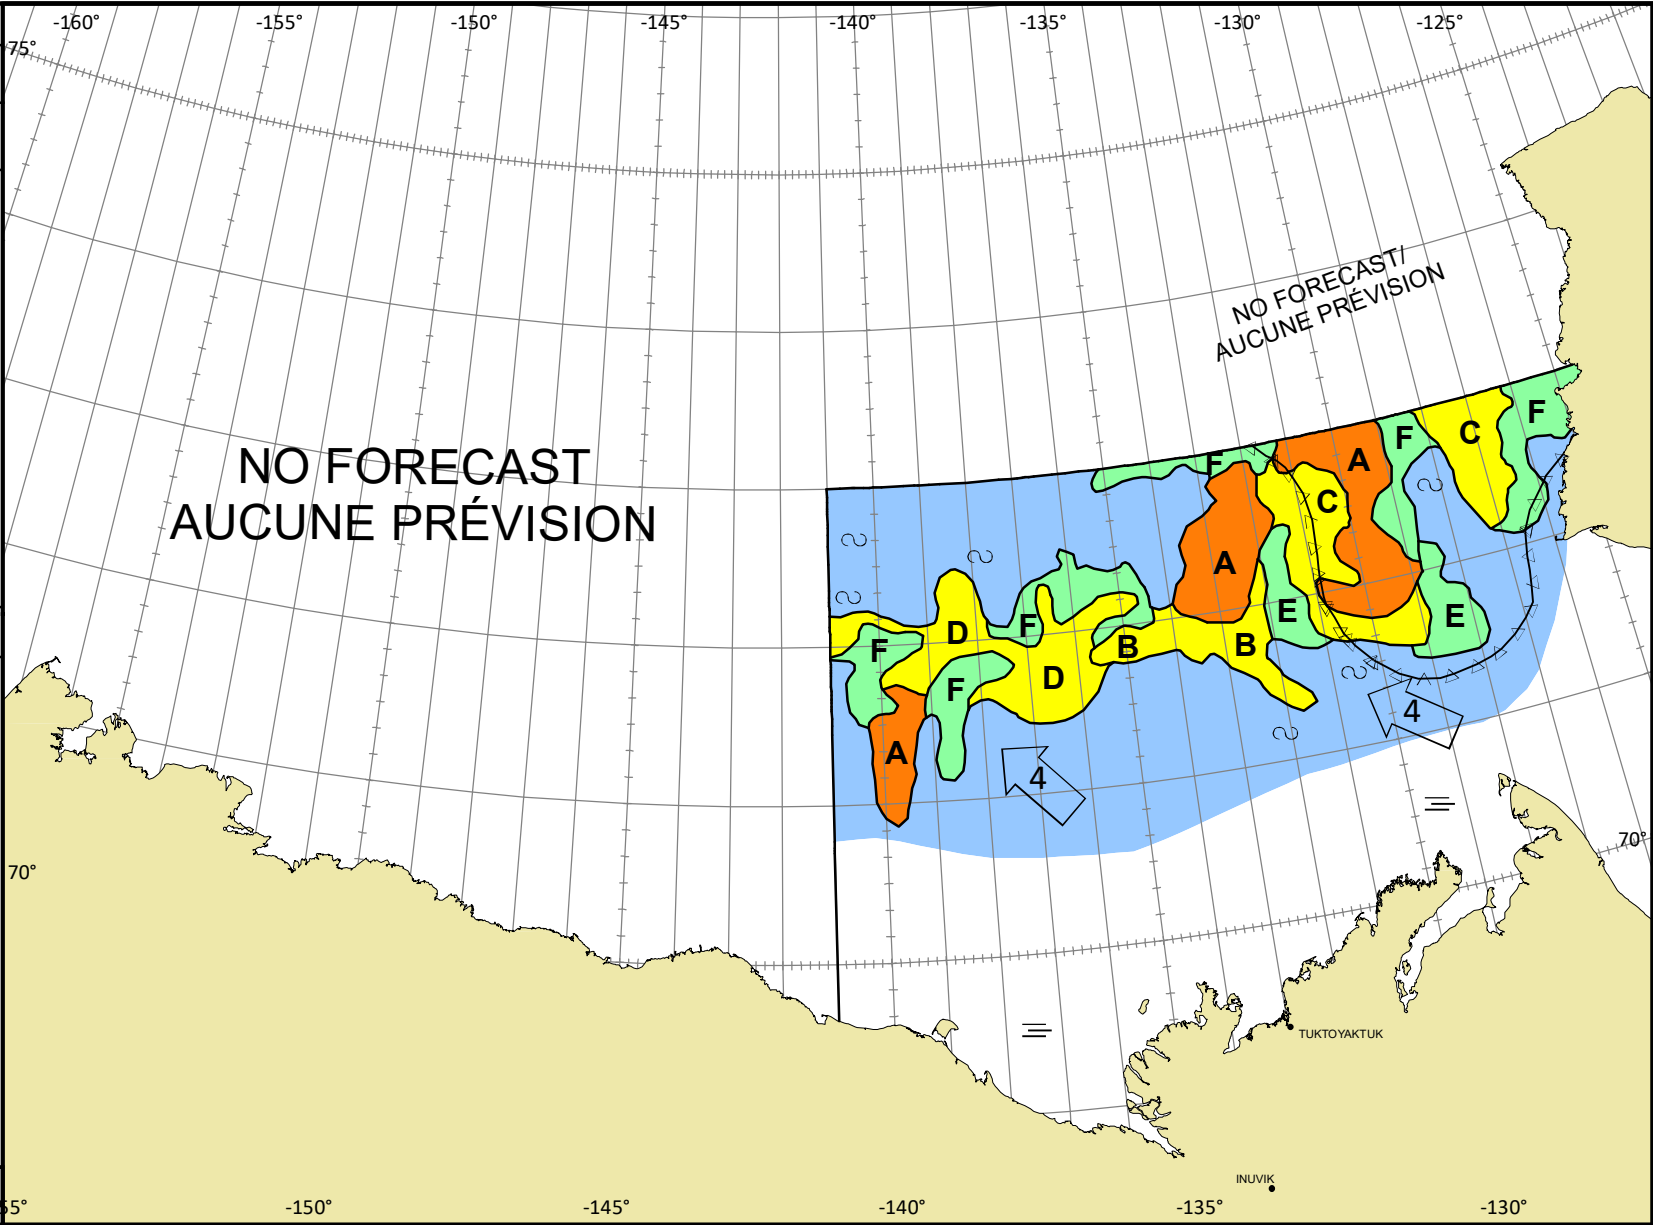 -160° -155° -150° -145° -140° -135° -130° -125°
75°
NO FORECAST/
AUCUNE PRÉVISION
NO FORECAST
AUCUNE PRÉVISION
F
C
F
A
F
C
A
E
E
F
D
B
B
F
D
F
A
4
4
70°
70°
TUKTOYAKTUK
INUVIK
55° -150° -145° -140° -135° -130°